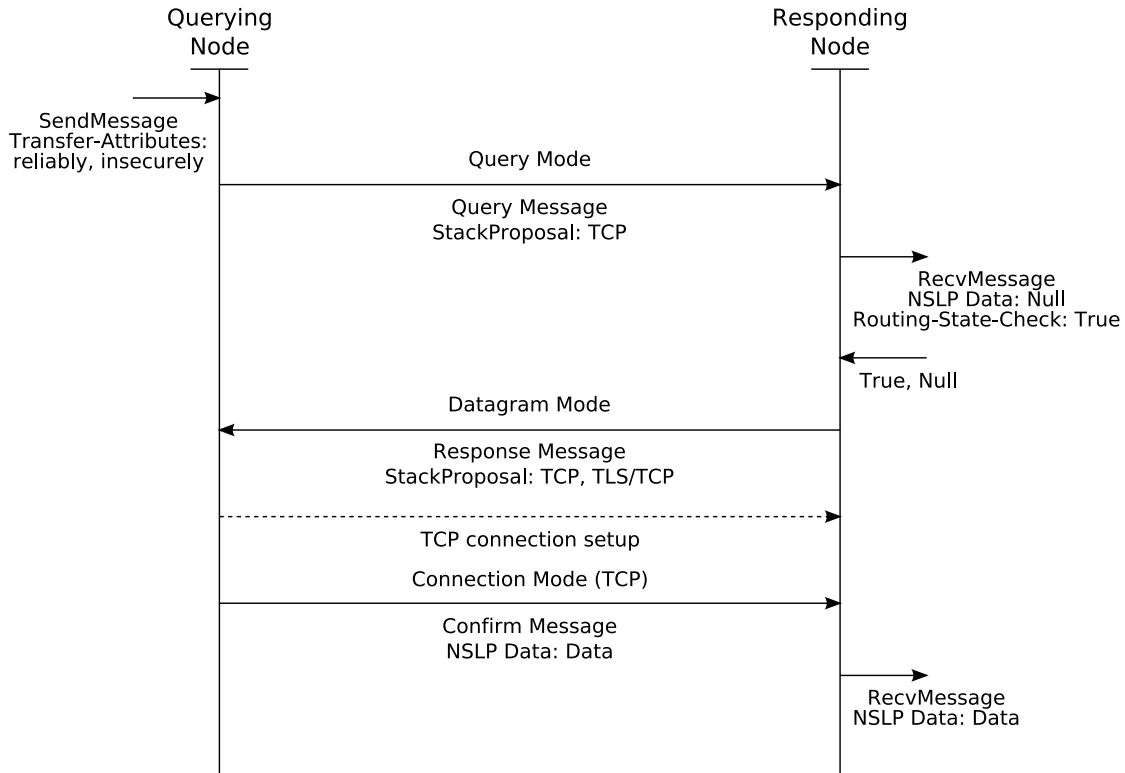 Querying
Node
Responding
Node
SendMessage
Transfer-Attributes:
reliably, insecurely
Query Mode
Query Message
StackProposal: TCP
RecvMessage
NSLP Data: Null
Routing-State-Check: True
True, Null
Datagram Mode
Response Message
StackProposal: TCP, TLS/TCP
TCP connection setup
Connection Mode (TCP)
Confirm Message
NSLP Data: Data
RecvMessage
NSLP Data: Data